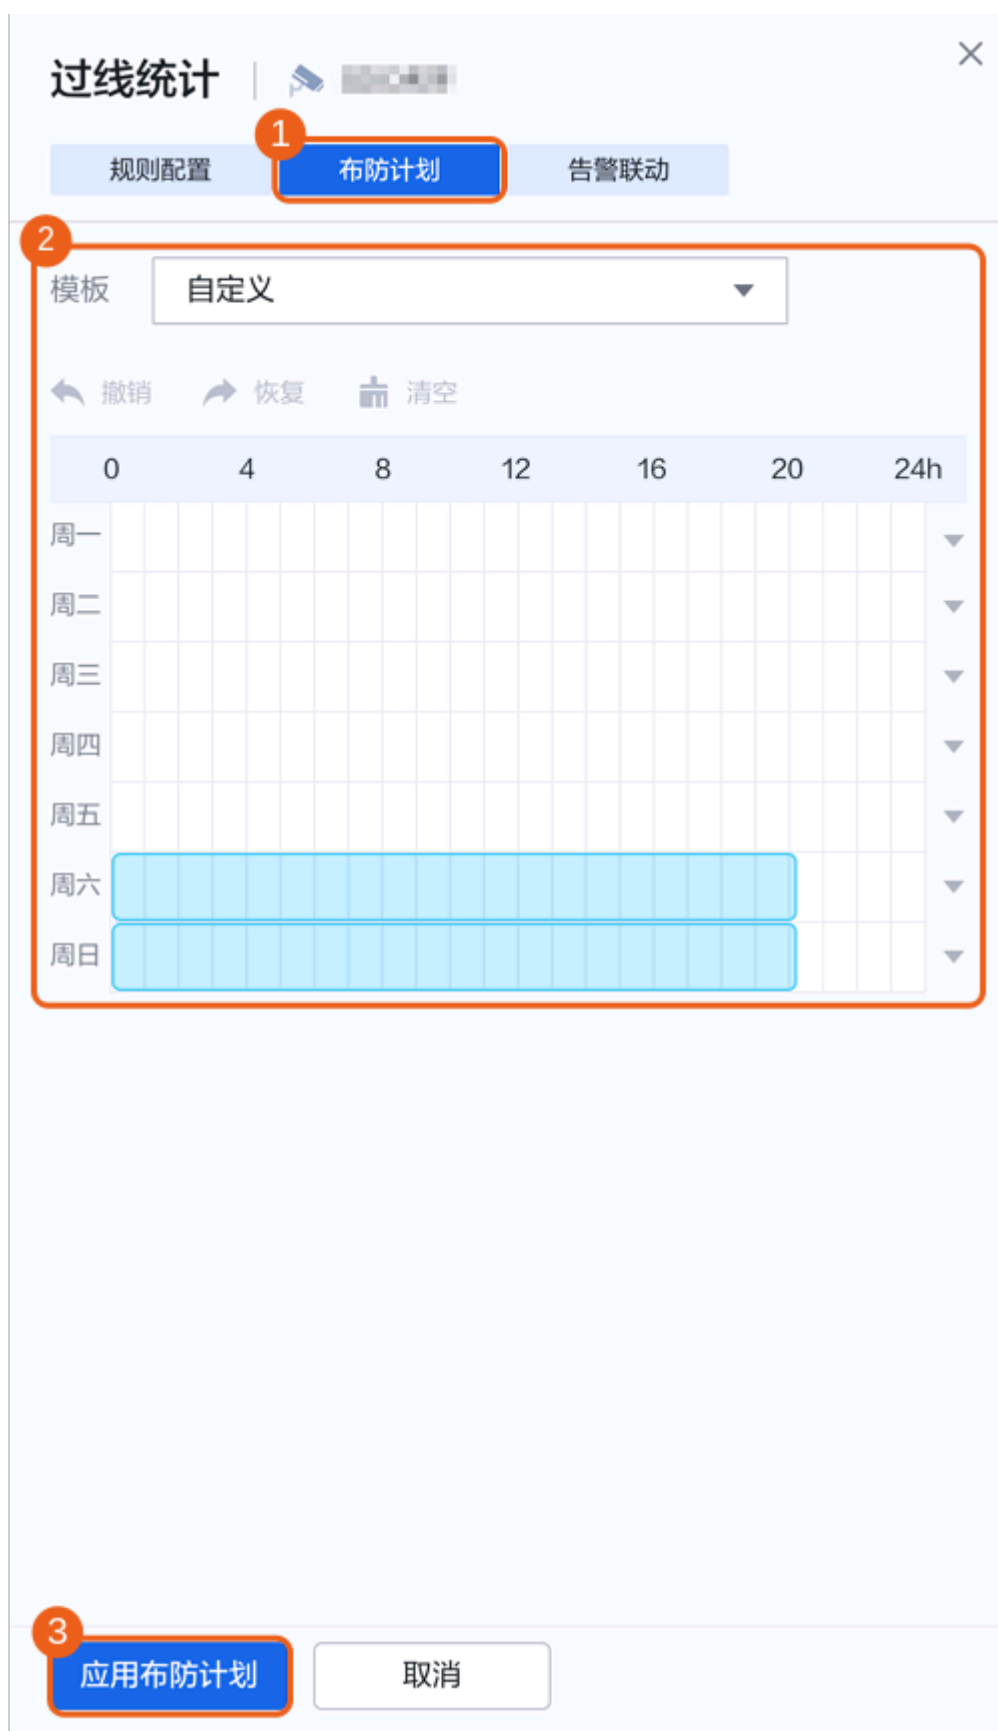 过线统计
1
规则配置 布防计划 告警联动
2
模板 自定义
撤销 恢复 清空
0 4 8 12 16 20 24h
周一
周二
周三
周四
周五
周六
周日
3
应用布防计划 取消